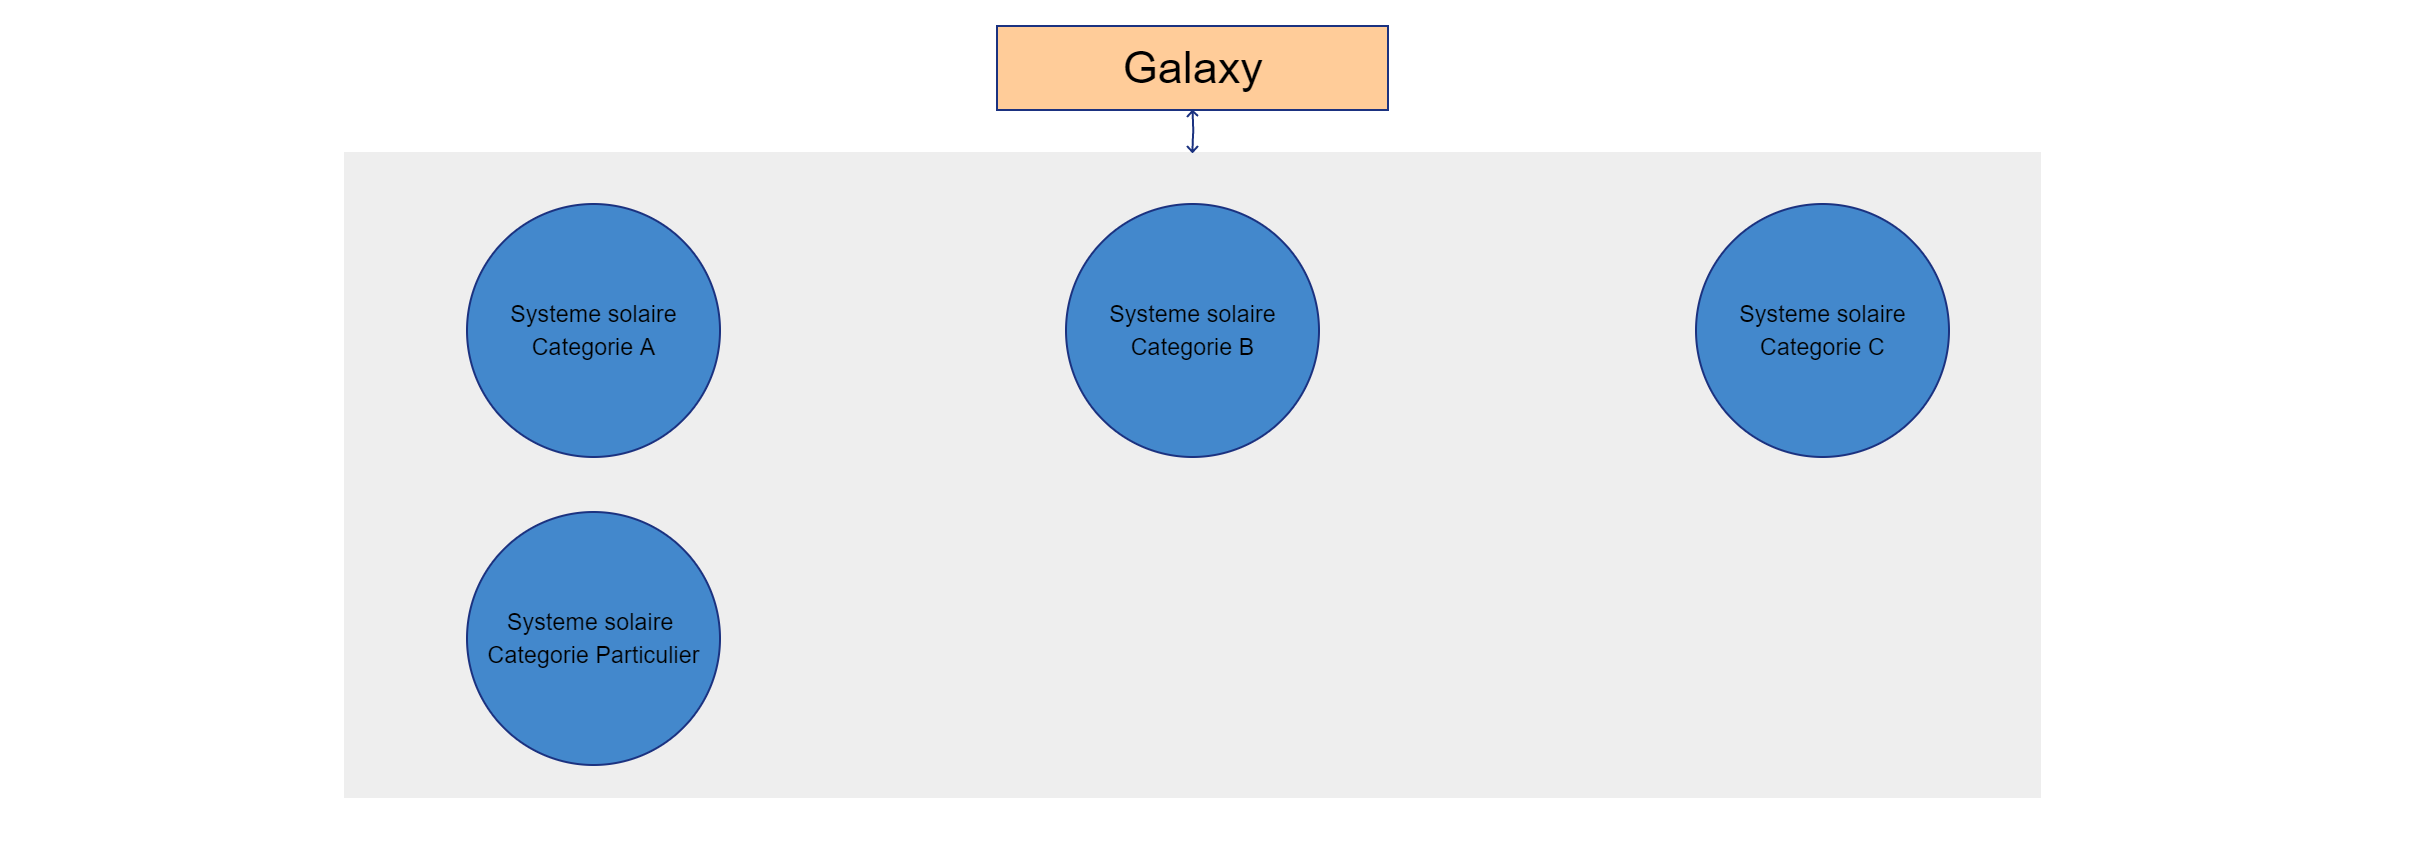 Galaxy
Systeme solaire
Categorie A
Systeme solaire
Categorie B
Systeme solaire
Categorie C
Systeme solaire
Categorie Particulier